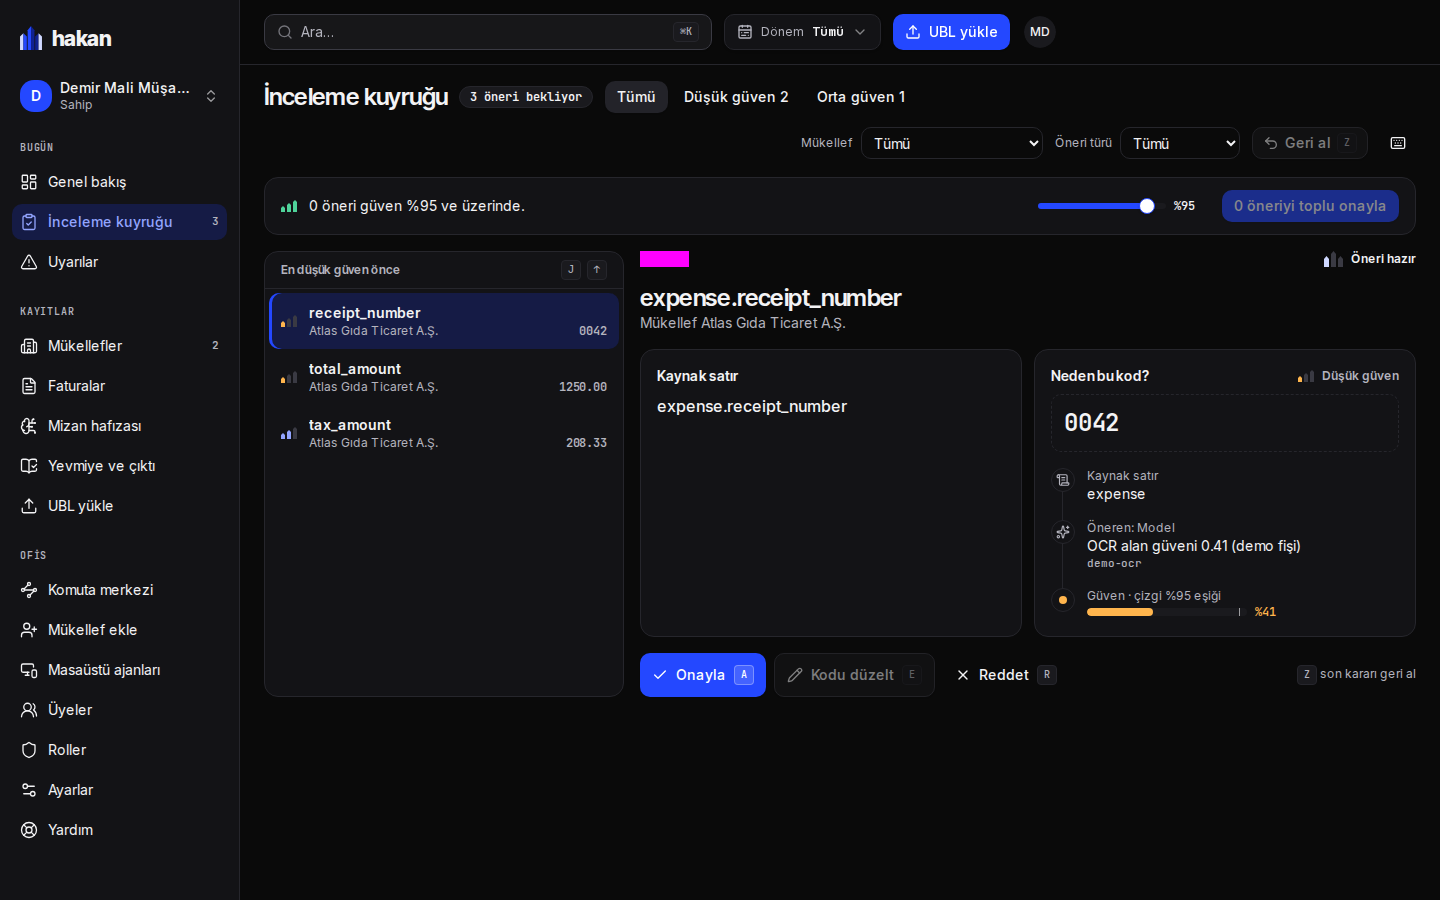 hakan
Ara...
⌘K
Dönem Tümü
UBL yükle
MD
D
Demir Mali Müşa...
Sahip
BUGÜN
Genel bakış
İnceleme kuyruğu 3
Uyarılar
KAYITLAR
Mükellefler 2
Faturalar
Mizan hafızası
Yevmiye ve çıktı
UBL yükle
OFİS
Komuta merkezi
Mükellef ekle
Masaüstü ajanları
Üyeler
Roller
Ayarlar
Yardım
İnceleme kuyruğu
3 öneri bekliyor
Tümü
Düşük güven 2
Orta güven 1
Mükellef Tümü
Öneri türü Tümü
Geri al Z
0 öneri güven %95 ve üzerinde.
%95
0 öneriyi toplu onayla
En düşük güven önce
J ↑
receipt_number
Atlas Gıda Ticaret A.Ş. 0042
total_amount
Atlas Gıda Ticaret A.Ş. 1250.00
tax_amount
Atlas Gıda Ticaret A.Ş. 208.33
Öneri hazır
expense.receipt_number
Mükellef Atlas Gıda Ticaret A.Ş.
Kaynak satır
expense.receipt_number
Neden bu kod?
Düşük güven
0042
Kaynak satır
expense
Öneren: Model
OCR alan güveni 0.41 (demo fişi)
demo-ocr
Güven · çizgi %95 eşiği
%41
Onayla A
Kodu düzelt E
Reddet R
Z son kararı geri al